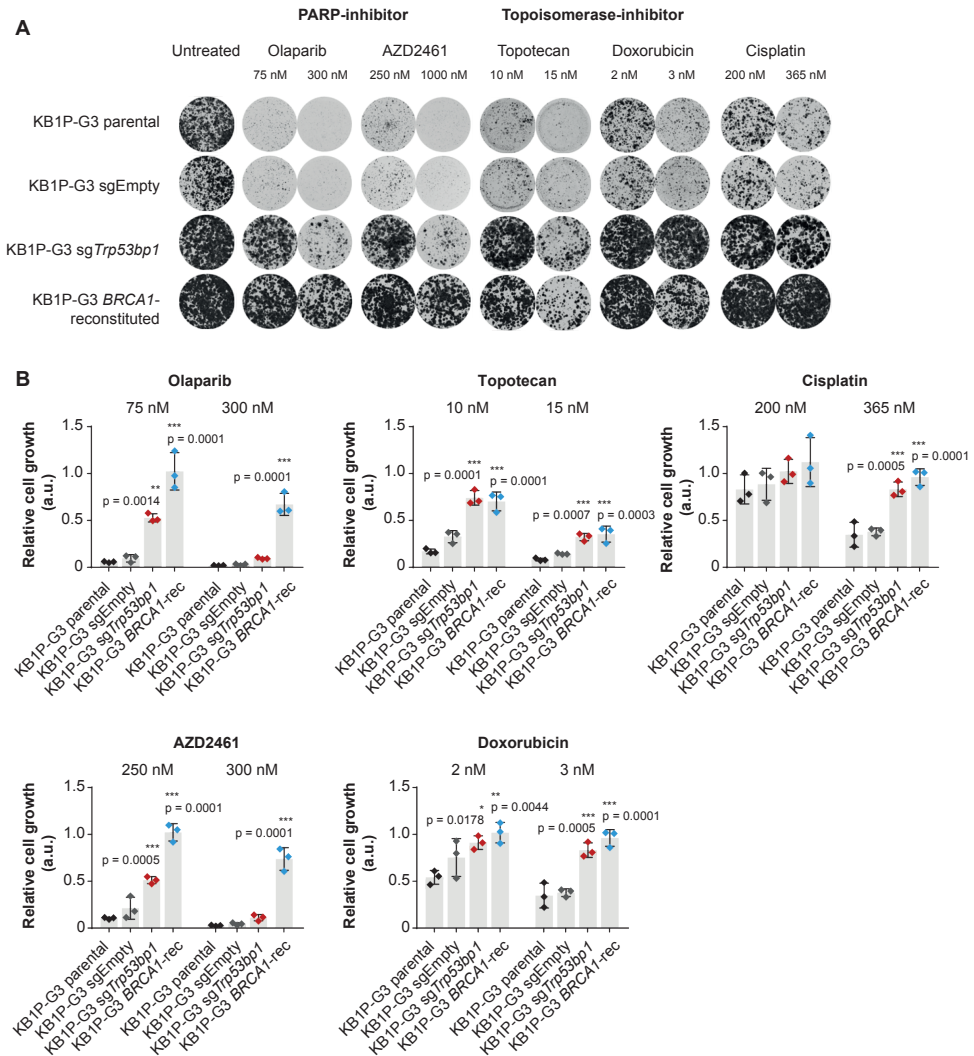 A
PARP-inhibitor Topoisomerase-inhibitor
Untreated Olaparib AZD2461 Topotecan Doxorubicin Cisplatin
75 nM 300 nM 250 nM 1000 nM 10 nM 15 nM 2 nM 3 nM 200 nM 365 nM
KB1P-G3 parental
KB1P-G3 sgEmpty
KB1P-G3 sgTrp53bp1
KB1P-G3 BRCA1-
reconstituted
B
Olaparib
75 nM 300 nM
Relative cell growth
(a.u.)
1.5
1.0
0.5
0
p = 0.0014
**
***
p = 0.0001
***
p = 0.0001
KB1P-G3 parental
KB1P-G3 sgEmpty
KB1P-G3 sgTrp53bp1
KB1P-G3 BRCA1-rec
KB1P-G3 parental
KB1P-G3 sgEmpty
KB1P-G3 sgTrp53bp1
KB1P-G3 BRCA1-rec
Topotecan
10 nM 15 nM
Relative cell growth
(a.u.)
1.5
1.0
0.5
0
p = 0.0001
***
***
p = 0.0001
p = 0.0007
***
***
p = 0.0003
KB1P-G3 parental
KB1P-G3 sgEmpty
KB1P-G3 sgTrp53bp1
KB1P-G3 BRCA1-rec
KB1P-G3 parental
KB1P-G3 sgEmpty
KB1P-G3 sgTrp53bp1
KB1P-G3 BRCA1-rec
Cisplatin
200 nM 365 nM
Relative cell growth
(a.u.)
1.5
1.0
0.5
0
p = 0.0005
***
***
p = 0.0001
KB1P-G3 parental
KB1P-G3 sgEmpty
KB1P-G3 sgTrp53bp1
KB1P-G3 BRCA1-rec
KB1P-G3 parental
KB1P-G3 sgEmpty
KB1P-G3 sgTrp53bp1
KB1P-G3 BRCA1-rec
AZD2461
250 nM 300 nM
Relative cell growth
(a.u.)
1.5
1.0
0.5
0
p = 0.0005
***
***
p = 0.0001
***
p = 0.0001
KB1P-G3 parental
KB1P-G3 sgEmpty
KB1P-G3 sgTrp53bp1
KB1P-G3 BRCA1-rec
KB1P-G3 parental
KB1P-G3 sgEmpty
KB1P-G3 sgTrp53bp1
KB1P-G3 BRCA1-rec
Doxorubicin
2 nM 3 nM
Relative cell growth
(a.u.)
1.5
1.0
0.5
0
p = 0.0178
*
**
p = 0.0044
p = 0.0005
***
***
p = 0.0001
KB1P-G3 parental
KB1P-G3 sgEmpty
KB1P-G3 sgTrp53bp1
KB1P-G3 BRCA1-rec
KB1P-G3 parental
KB1P-G3 sgEmpty
KB1P-G3 sgTrp53bp1
KB1P-G3 BRCA1-rec